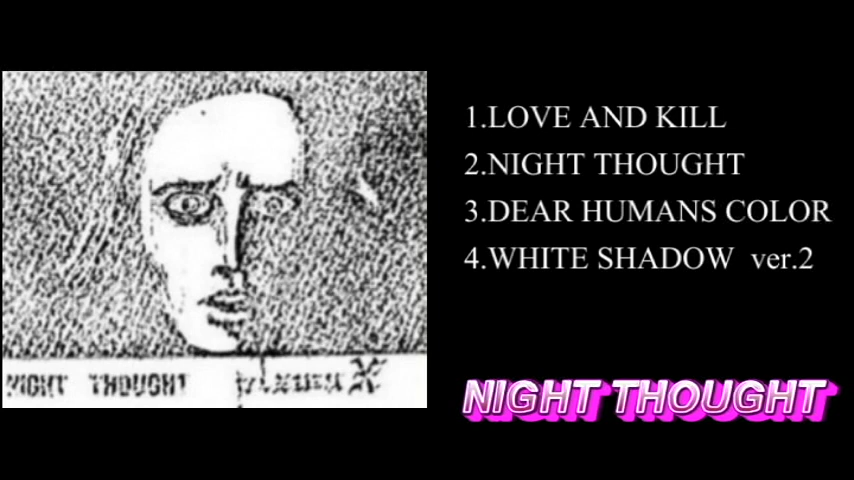 1.LOVE AND KILL
2.NIGHT THOUGHT
3.DEAR HUMANS COLOR
4.WHITE SHADOW ver.2
NIGHT THOUGHT
NIGHT THOUGHT